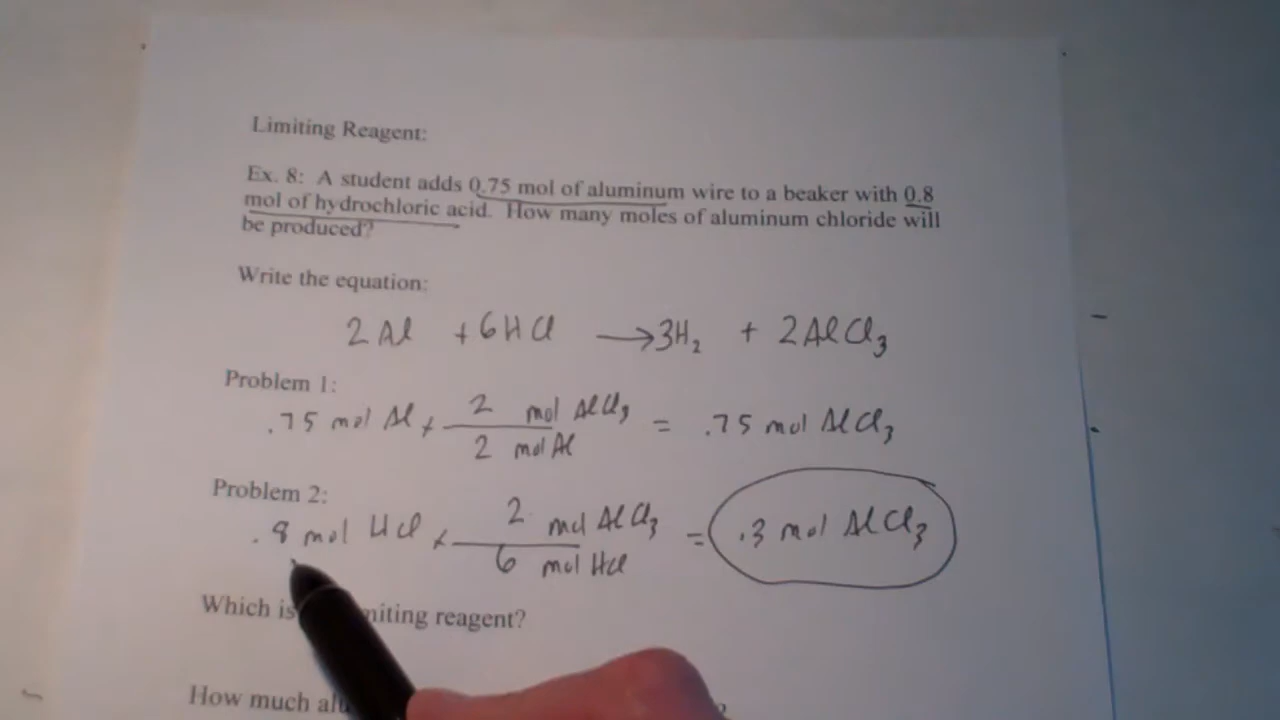 Limiting Reagent:
Ex. 8: A student adds 0.75 mol of aluminum wire to a beaker with 0.8
mol of hydrochloric acid. How many moles of aluminum chloride will
be produced?
Write the equation:
2Al + 6HCl ⟶ 3H₂ + 2AlCl₃
Problem 1:
.75 mol Al x 2 mol AlCl₃ = .75 mol AlCl₃
2 mol Al
Problem 2:
.8 mol HCl x 2 mol AlCl₃ = .3 mol AlCl₃
6 mol HCl
Which is reagent?
How much